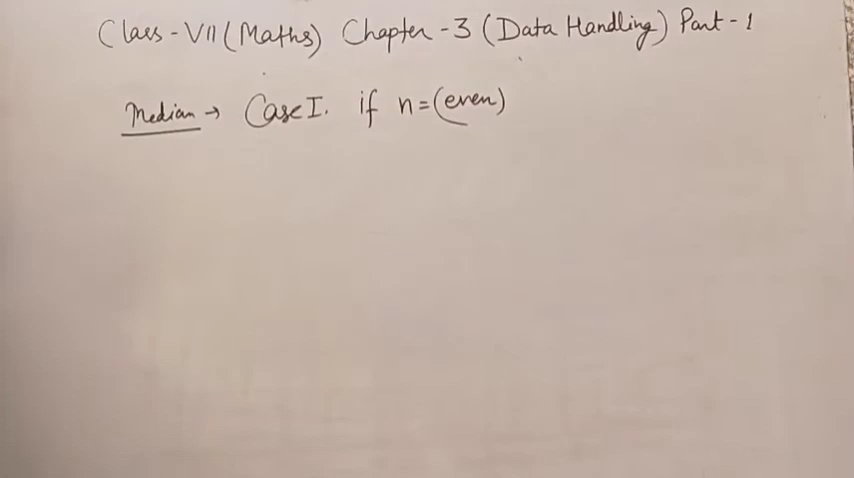 Class - VII (Maths) Chapter - 3 (Data Handling) Part - 1
Median → Case I. if n = (even)